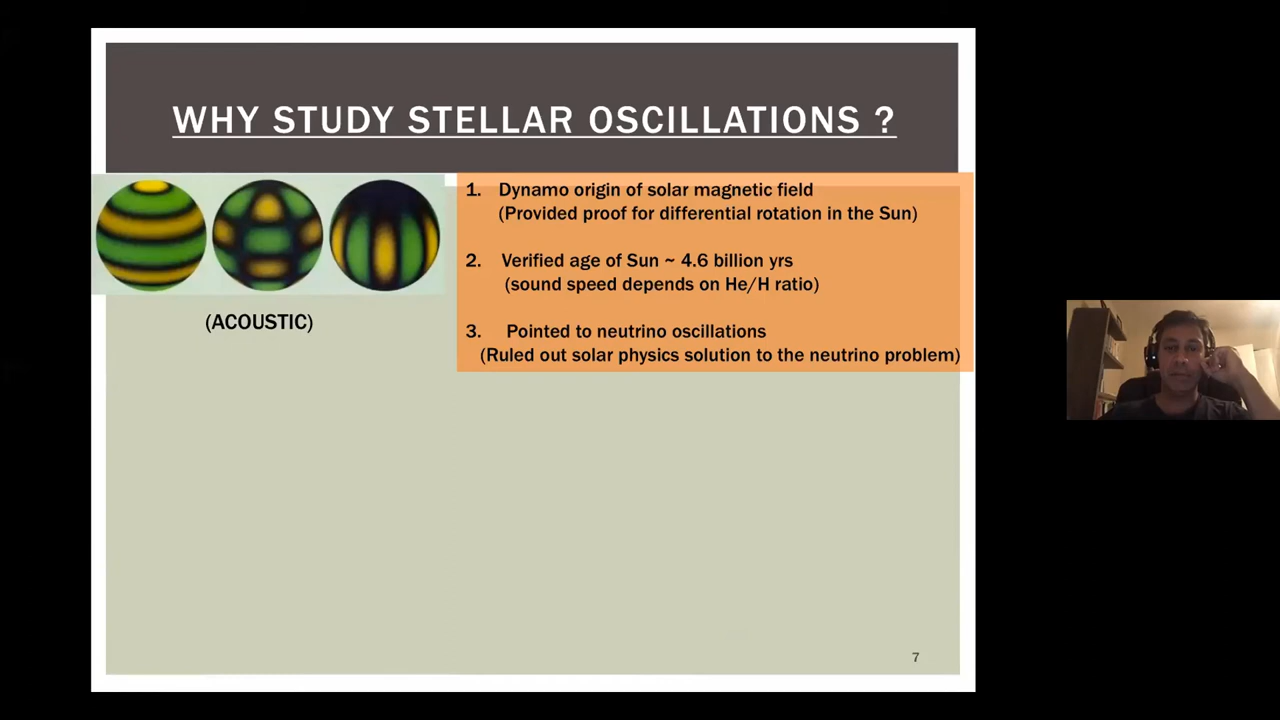 WHY STUDY STELLAR OSCILLATIONS ?
1. Dynamo origin of solar magnetic field
(Provided proof for differential rotation in the Sun)
2. Verified age of Sun ~ 4.6 billion yrs
(sound speed depends on He/H ratio)
3. Pointed to neutrino oscillations
(Ruled out solar physics solution to the neutrino problem)
(ACOUSTIC)
7